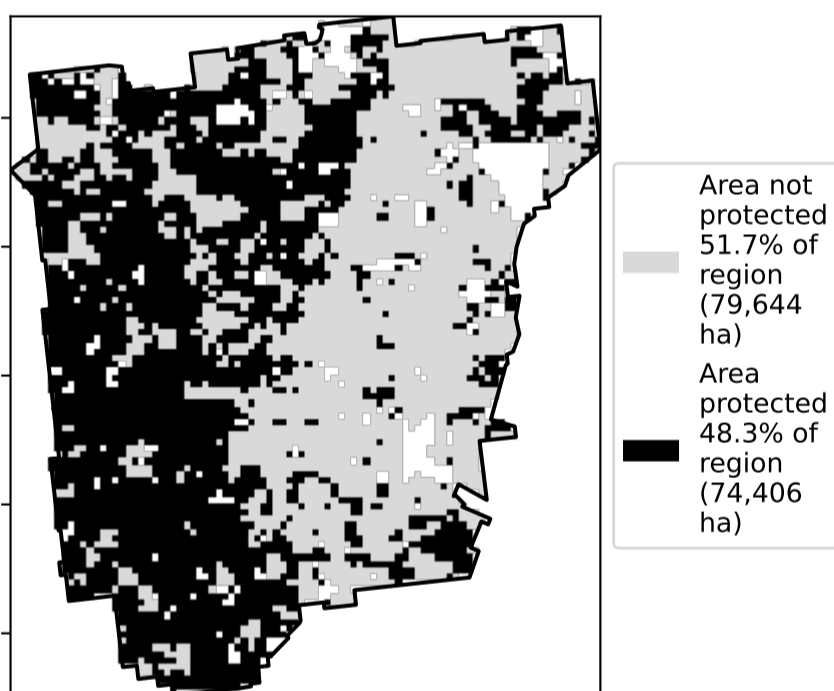 Area not
protected
51.7% of
region
(79,644
ha)
Area
protected
48.3% of
region
(74,406
ha)